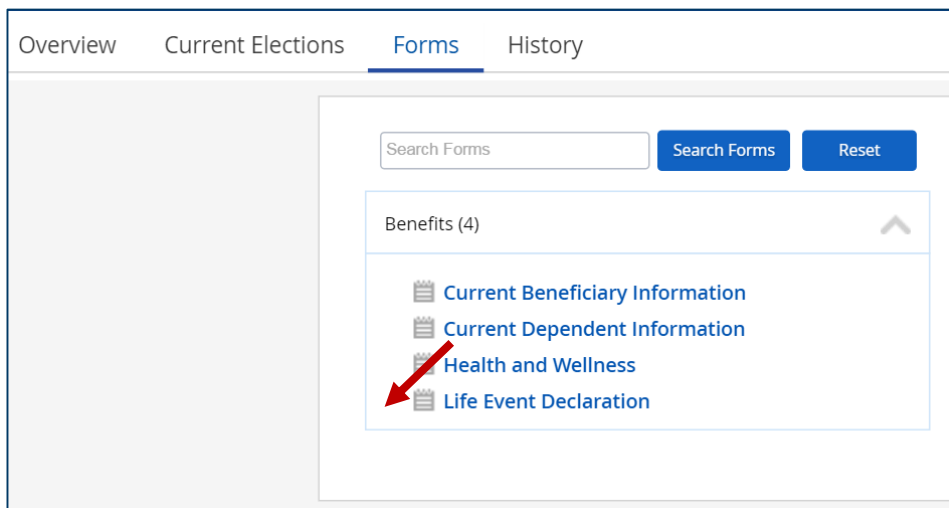 Overview Current Elections Forms History
Search Forms Search Forms Reset
Benefits (4)
Current Beneficiary Information
Current Dependent Information
Health and Wellness
Life Event Declaration